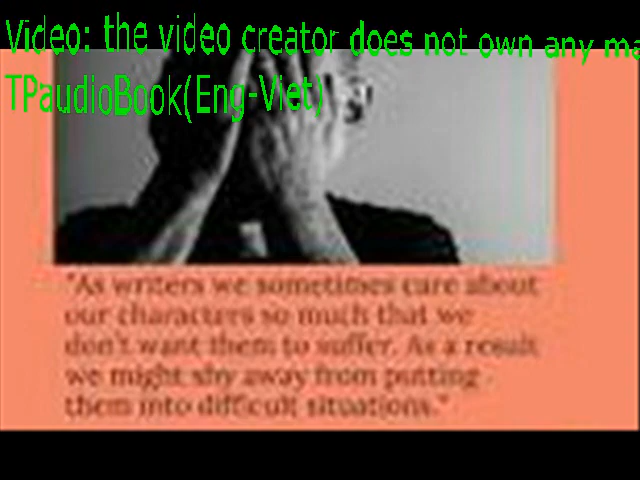 Video: the video creator does not own any ma
TPaudioBook(Eng-Viet)
"As writers we sometimes care about
our characters so much that we
don't want them to suffer. As a result
we might shy away from putting
them into difficult situations."